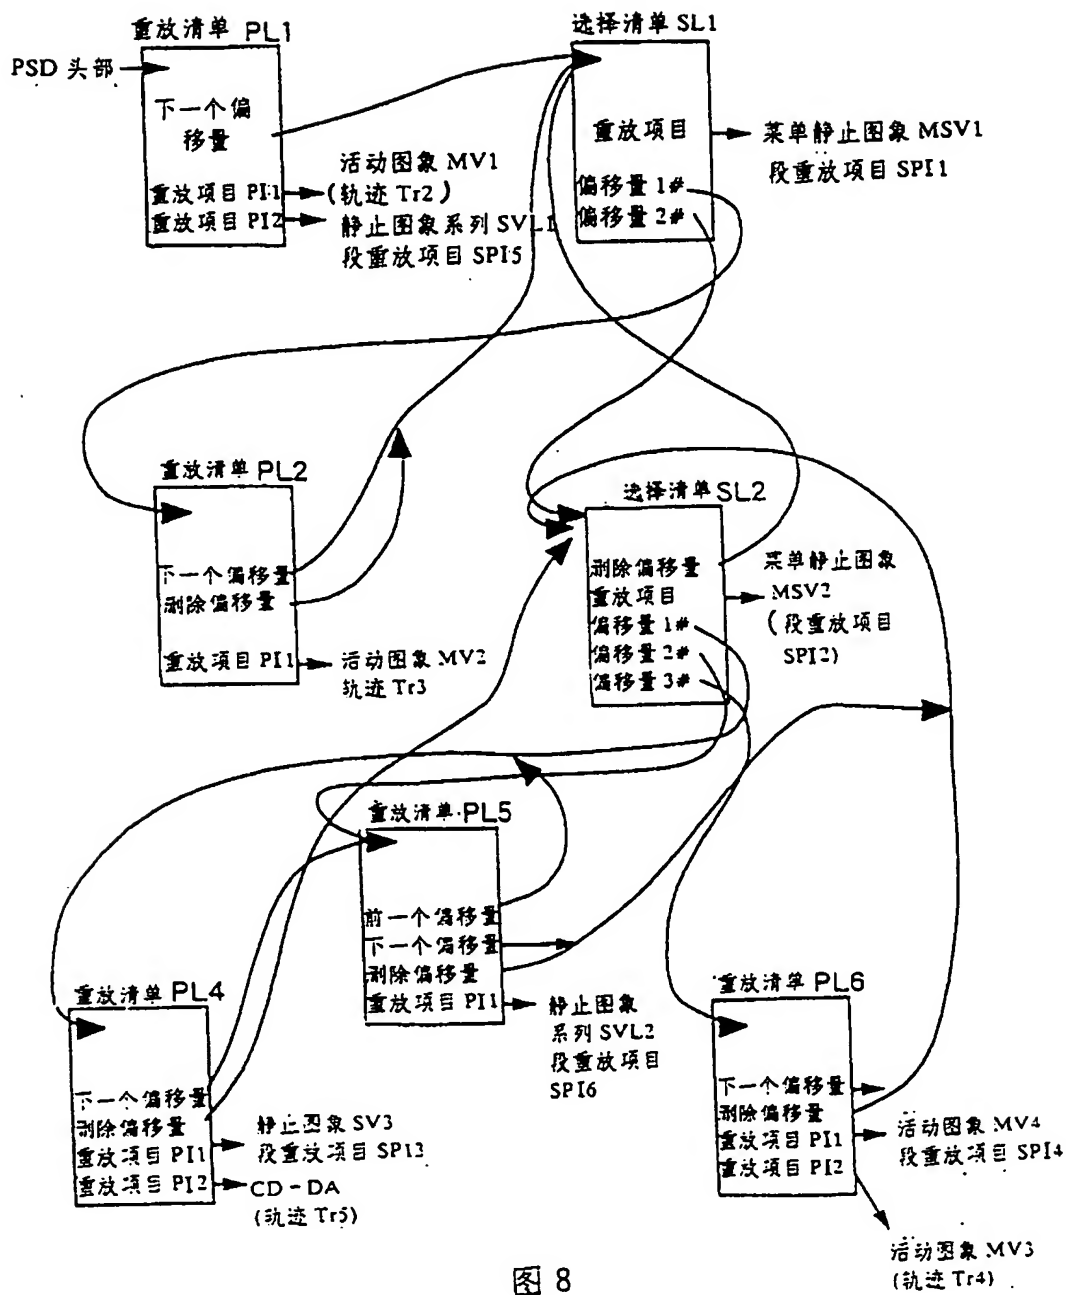 重放清单 PL1
PSD 头部
下一个偏
移量
重放项目 PI1
重放项目 PI2
活动图象 MV1
(轨迹 Tr2)
静止图象系列 SVL1
段重放项目 SPI5
选择清单 SL1
重放项目
偏移量 1#
偏移量 2#
菜单静止图象 MSV1
段重放项目 SPI1
重放清单 PL2
下一个偏移量
删除偏移量
重放项目 PI1
活动图象 MV2
轨迹 Tr3
选择清单 SL2
删除偏移量
重放项目
偏移量 1#
偏移量 2#
偏移量 3#
菜单静止图象
MSV2
(段重放项目
SPI2)
重放清单 PL5
前一个偏移量
下一个偏移量
删除偏移量
重放项目 PI1
静止图象
系列 SVL2
段重放项目
SPI6
重放清单 PL4
下一个偏移量
删除偏移量
重放项目 PI1
重放项目 PI2
静止图象 SV3
段重放项目 SPI3
CD-DA
(轨迹 Tr5)
重放清单 PL6
下一个偏移量
删除偏移量
重放项目 PI1
重放项目 PI2
活动图象 MV4
段重放项目 SPI4
活动图象 MV3
(轨迹 Tr4)
图 8